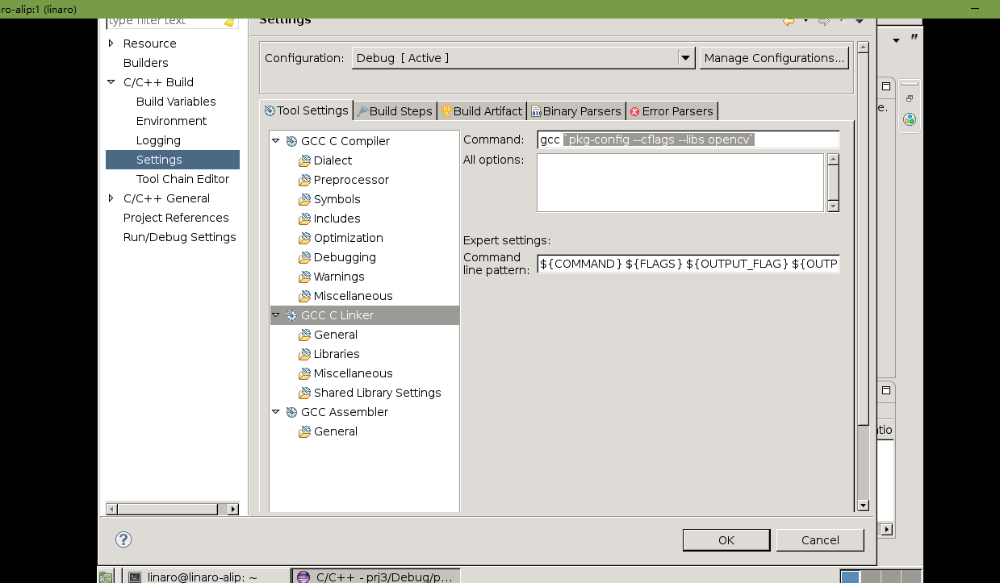 ro-alip:1 (linaro)
type filter text
Settings
Resource
Builders
C/C++ Build
Build Variables
Environment
Logging
Settings
Tool Chain Editor
C/C++ General
Project References
Run/Debug Settings
Configuration:
Debug [ Active ]
Manage Configurations...
Tool Settings
Build Steps
Build Artifact
Binary Parsers
Error Parsers
GCC C Compiler
Dialect
Preprocessor
Symbols
Includes
Optimization
Debugging
Warnings
Miscellaneous
GCC C Linker
General
Libraries
Miscellaneous
Shared Library Settings
GCC Assembler
General
Command:
gcc `pkg-config --cflags --libs opencv`
All options:
Expert settings:
Command
line pattern:
${COMMAND} ${FLAGS} ${OUTPUT_FLAG} ${OUTP
e.
atio
OK
Cancel
linaro@linaro-alip: ~
C/C++ - prj3/Debug/p...